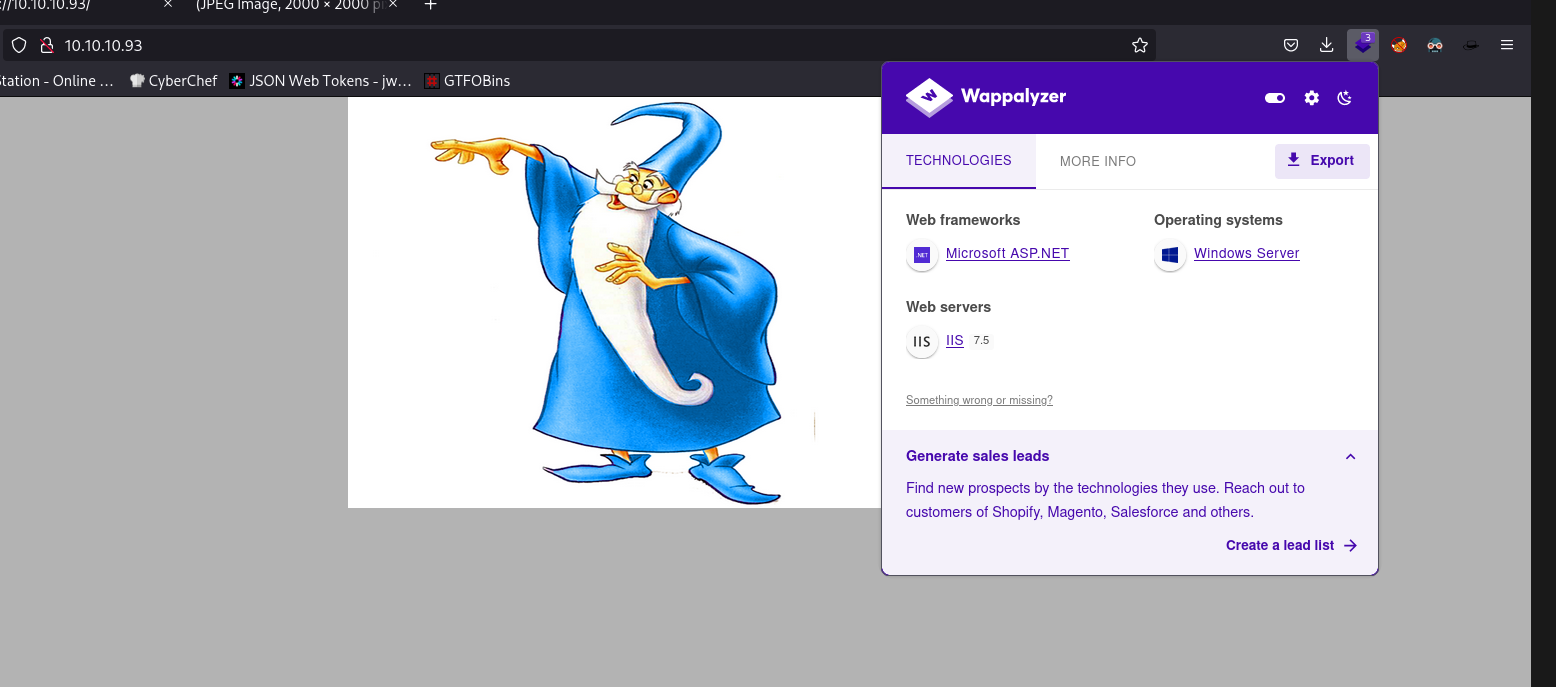 ://10.10.10.93/ × (JPEG Image, 2000 × 2000 pi × +
10.10.10.93 3
Station - Online … CyberChef JSON Web Tokens - jw… GTFOBins
W Wappalyzer
TECHNOLOGIES MORE INFO Export
Web frameworks Operating systems
.NET Microsoft ASP.NET Windows Server
Web servers
IIS IIS 7.5
Something wrong or missing?
Generate sales leads
Find new prospects by the technologies they use. Reach out to
customers of Shopify, Magento, Salesforce and others.
Create a lead list